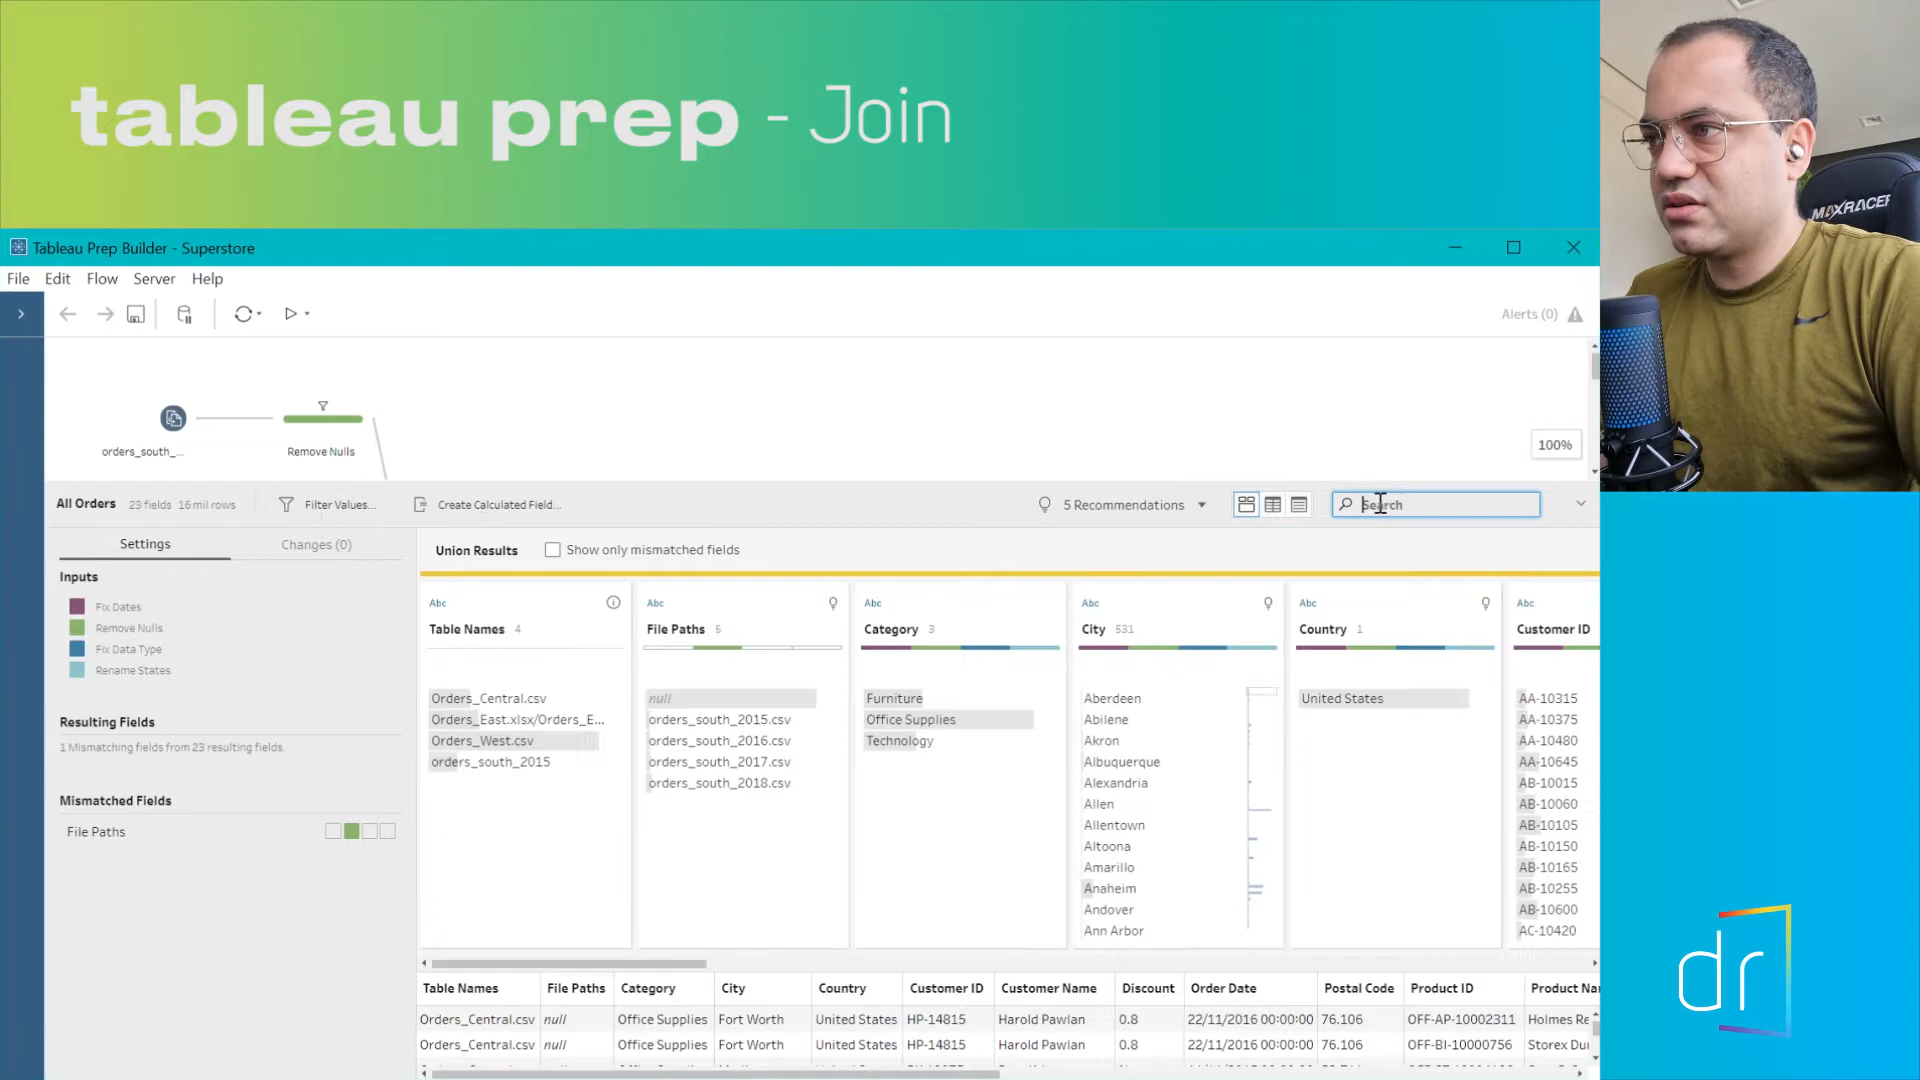 tableau prep - Join
MAXRACER
Tableau Prep Builder - Superstore
File Edit Flow Server Help
Alerts (0)
orders_south_...
Remove Nulls
100%
All Orders 23 fields 16 mil rows Filter Values... Create Calculated Field... 5 Recommendations Search
Settings Changes (0)
Union Results Show only mismatched fields
Inputs
Fix Dates
Remove Nulls
Fix Data Type
Rename States
Resulting Fields
1 Mismatching fields from 23 resulting fields.
Mismatched Fields
File Paths
Abc
Table Names 4
Orders_Central.csv
Orders_East.xlsx/Orders_E...
Orders_West.csv
orders_south_2015
Abc
File Paths 5
null
orders_south_2015.csv
orders_south_2016.csv
orders_south_2017.csv
orders_south_2018.csv
Abc
Category 3
Furniture
Office Supplies
Technology
Abc
City 531
Aberdeen
Abilene
Akron
Albuquerque
Alexandria
Allen
Allentown
Altoona
Amarillo
Anaheim
Andover
Ann Arbor
Abc
Country 1
United States
Abc
Customer ID
AA-10315
AA-10375
AA-10480
AA-10645
AB-10015
AB-10060
AB-10105
AB-10150
AB-10165
AB-10255
AB-10600
AC-10420
Table Names File Paths Category City Country Customer ID Customer Name Discount Order Date Postal Code Product ID Product Na
Orders_Central.csv null Office Supplies Fort Worth United States HP-14815 Harold Pawlan 0.8 22/11/2016 00:00:00 76.106 OFF-AP-10002311 Holmes Re
Orders_Central.csv null Office Supplies Fort Worth United States HP-14815 Harold Pawlan 0.8 22/11/2016 00:00:00 76.106 OFF-BI-10000756 Storex Du
dr